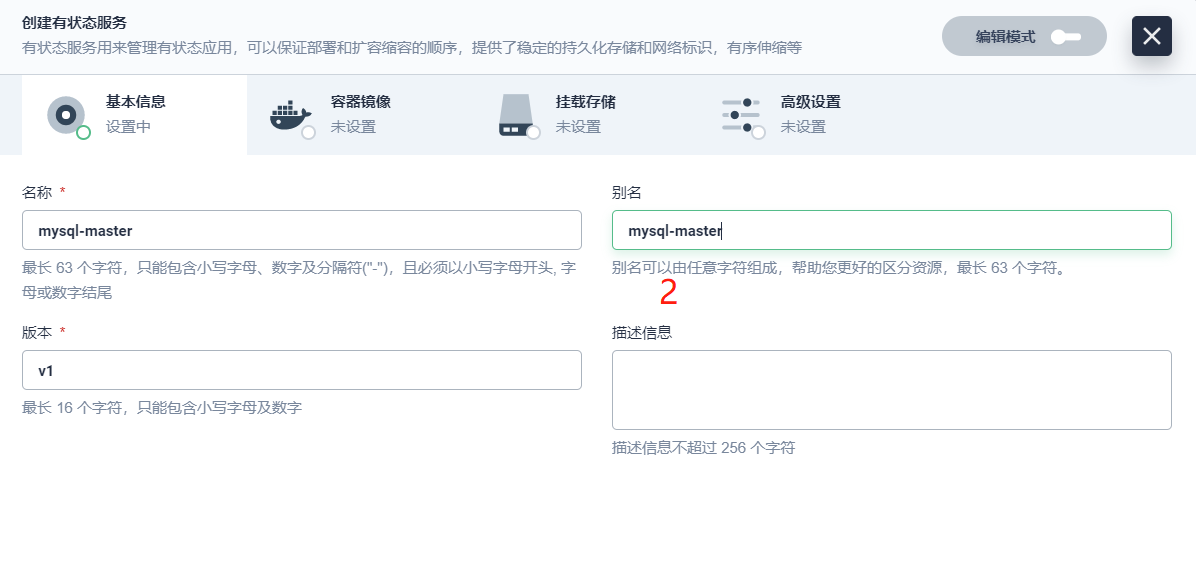 创建有状态服务
有状态服务用来管理有状态应用，可以保证部署和扩容缩容的顺序，提供了稳定的持久化存储和网络标识，有序伸缩等
编辑模式
基本信息
设置中
容器镜像
未设置
挂载存储
未设置
高级设置
未设置
名称 *
mysql-master
最长 63 个字符，只能包含小写字母、数字及分隔符("-")，且必须以小写字母开头, 字
母或数字结尾
别名
mysql-master
别名可以由任意字符组成，帮助您更好的区分资源，最长 63 个字符。
2
版本 *
v1
最长 16 个字符，只能包含小写字母及数字
描述信息
描述信息不超过 256 个字符